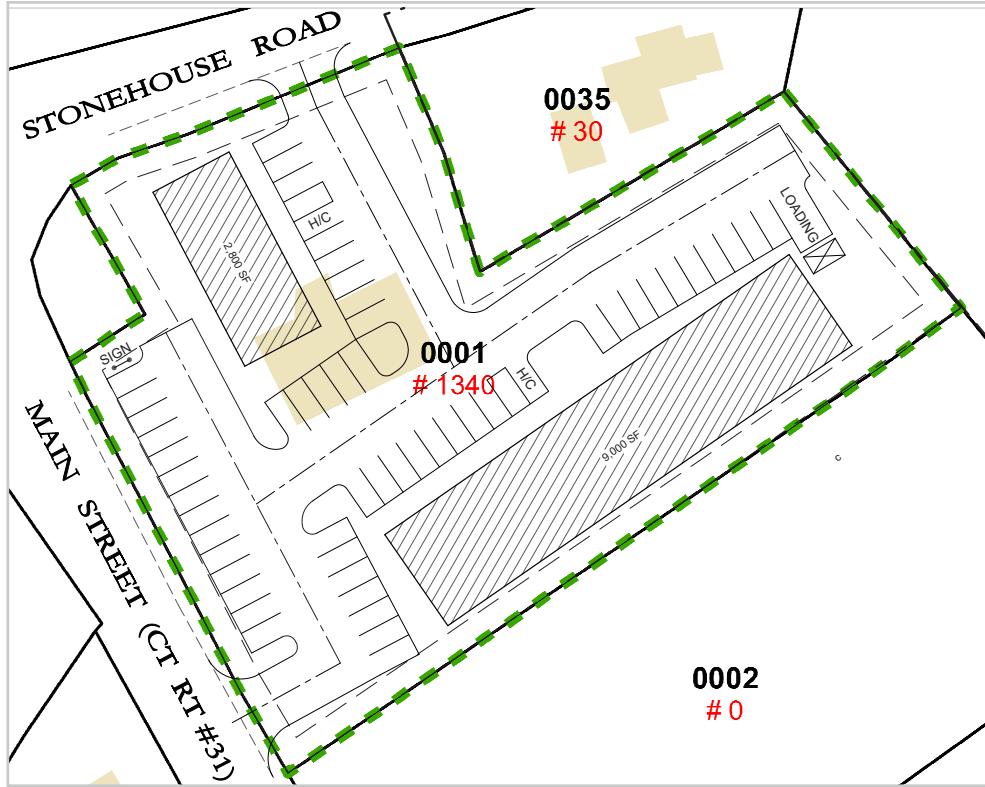 STONEHOUSE ROAD
0035
# 30
H/C
LOADING
2,800 SF
SIGN
0001
# 1340
H/C
9,000 SF
c
MAIN STREET (CT RT #31)
0002
# 0